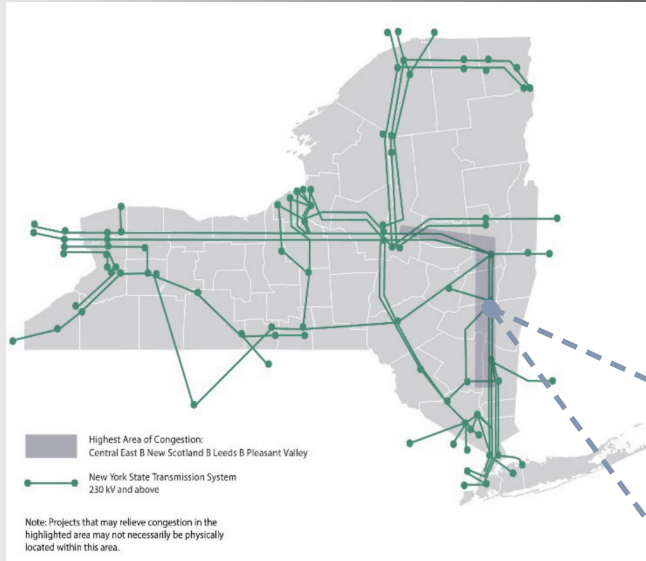 Highest Area of Congestion:
Central East B New Scotland B Leeds B Pleasant Valley
New York State Transmission System
230 kV and above
Note: Projects that may relieve congestion in the
highlighted area may not necessarily be physically
located within this area.